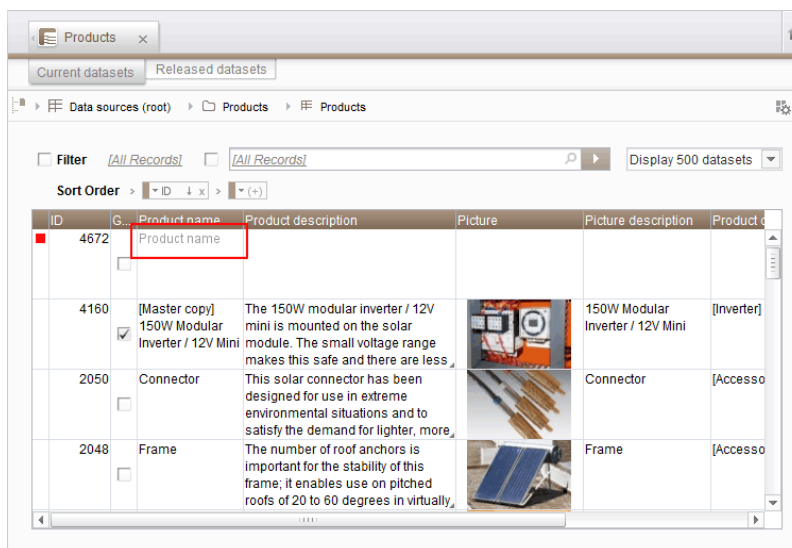 Products x
Current datasets Released datasets
Data sources (root) Products Products
Filter [All Records] [All Records] Display 500 datasets
Sort Order > ID ↓ x > (+)
ID G... Product name Product description Picture Picture description Product
4672 Product name
4160 [Master copy] The 150W modular inverter / 12V 150W Modular [Inverter]
150W Modular mini is mounted on the solar Inverter / 12V Mini
Inverter / 12V Mini module. The small voltage range
makes this safe and there are less
2050 Connector This solar connector has been Connector [Accesso
designed for use in extreme
environmental situations and to
satisfy the demand for lighter, more
2048 Frame The number of roof anchors is Frame [Accesso
important for the stability of this
frame; it enables use on pitched
roofs of 20 to 60 degrees in virtually